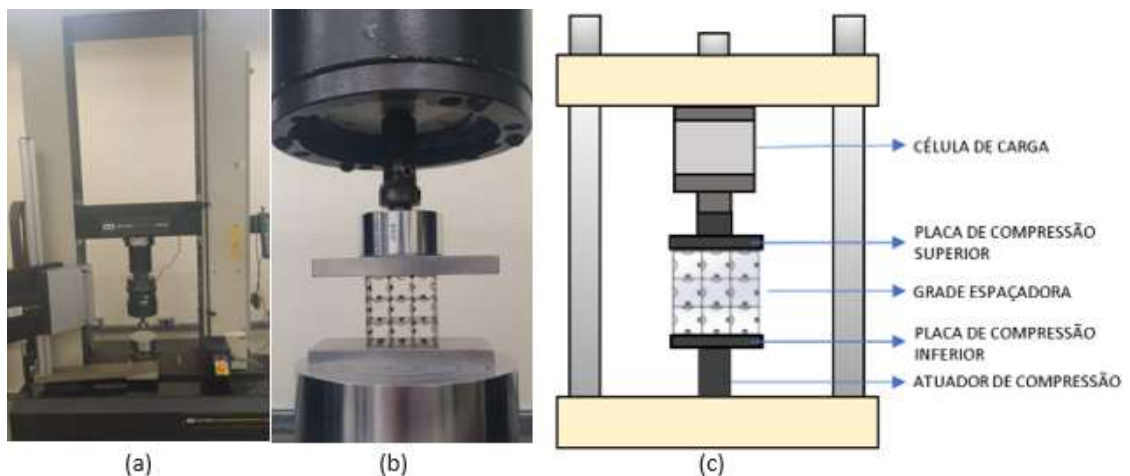 CÉLULA DE CARGA
PLACA DE COMPRESSÃO
SUPERIOR
GRADE ESPAÇADORA
PLACA DE COMPRESSÃO
INFERIOR
ATUADOR DE COMPRESSÃO
(a)
(b)
(c)